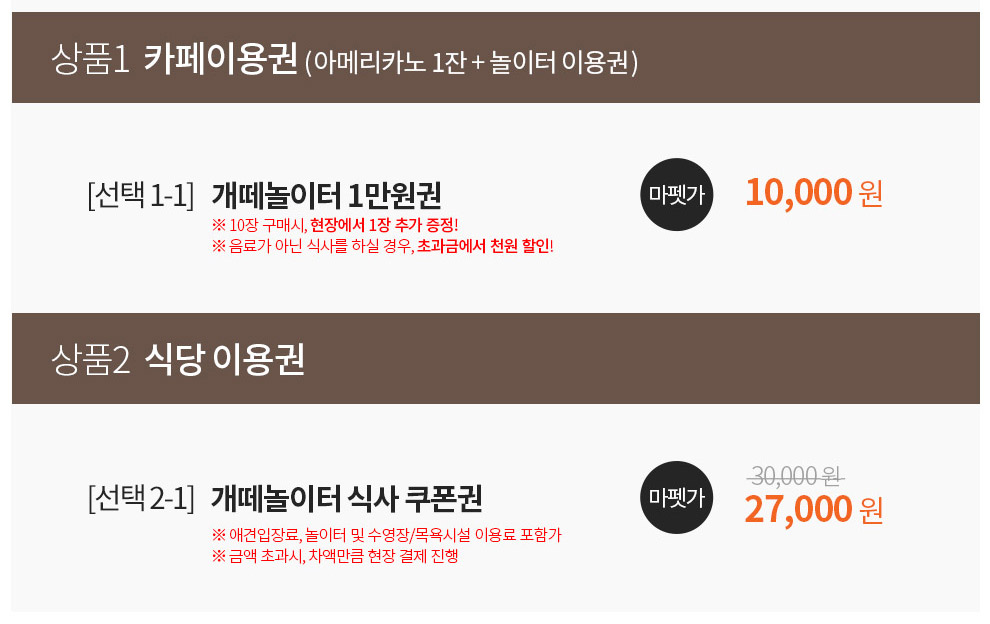 상품1 카페이용권 (아메리카노 1잔 + 놀이터 이용권)
[선택 1-1] 개떼놀이터 1만원권 마펫가 10,000 원
※ 10장 구매시, 현장에서 1장 추가 증정!
※ 음료가 아닌 식사를 하실 경우, 초과금에서 천원 할인!
상품2 식당 이용권
30,000 원
[선택 2-1] 개떼놀이터 식사 쿠폰권 마펫가 27,000 원
※ 애견입장료, 놀이터 및 수영장/목욕시설 이용료 포함가
※ 금액 초과시, 차액만큼 현장 결제 진행